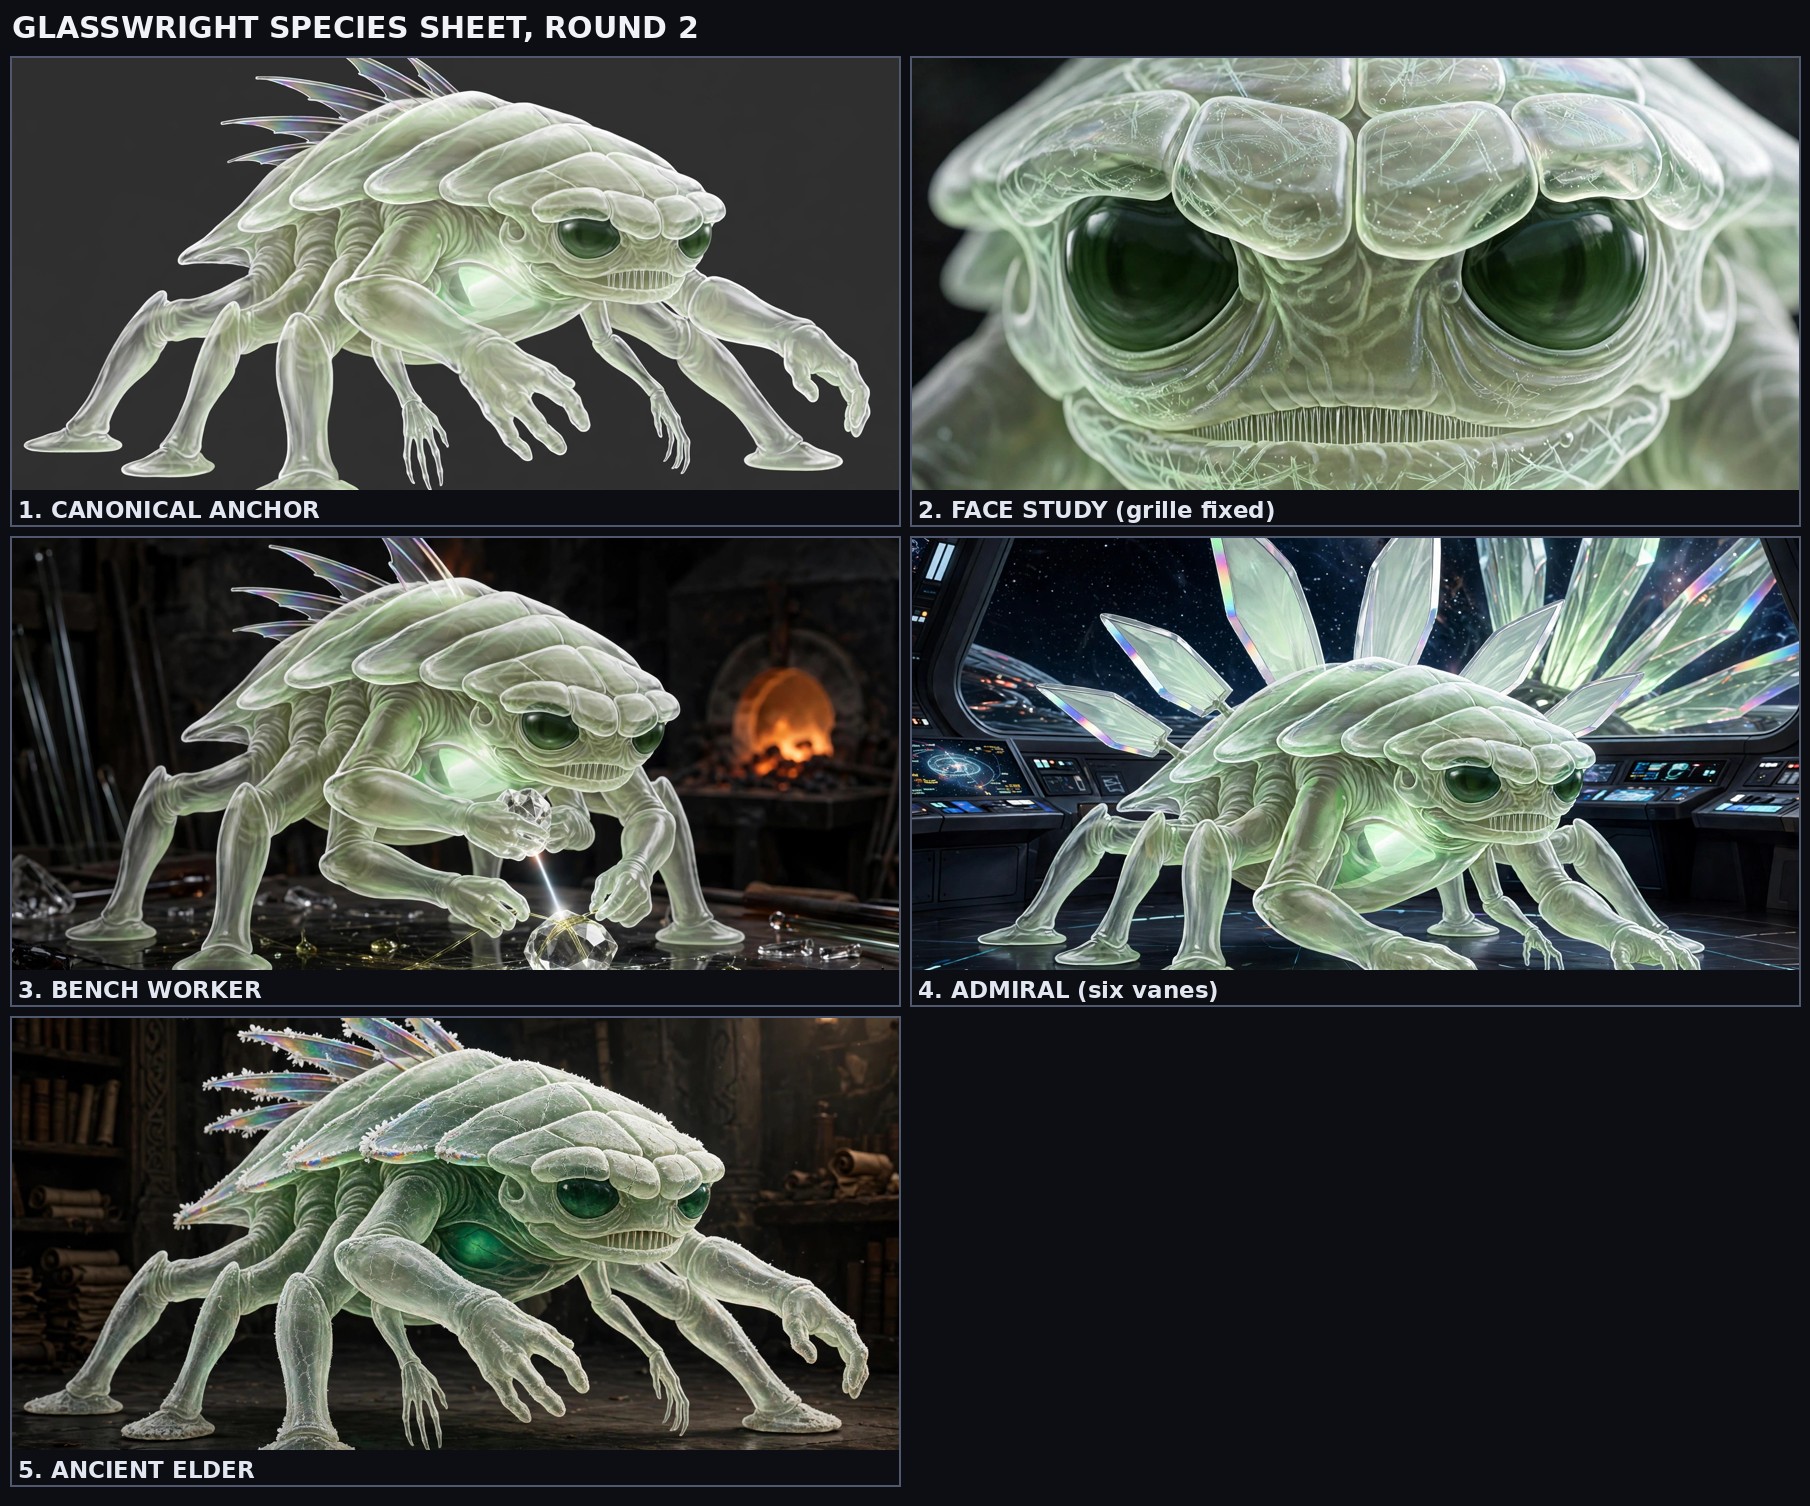 GLASSWRIGHT SPECIES SHEET, ROUND 2
1. CANONICAL ANCHOR
2. FACE STUDY (grille fixed)
3. BENCH WORKER
4. ADMIRAL (six vanes)
5. ANCIENT ELDER